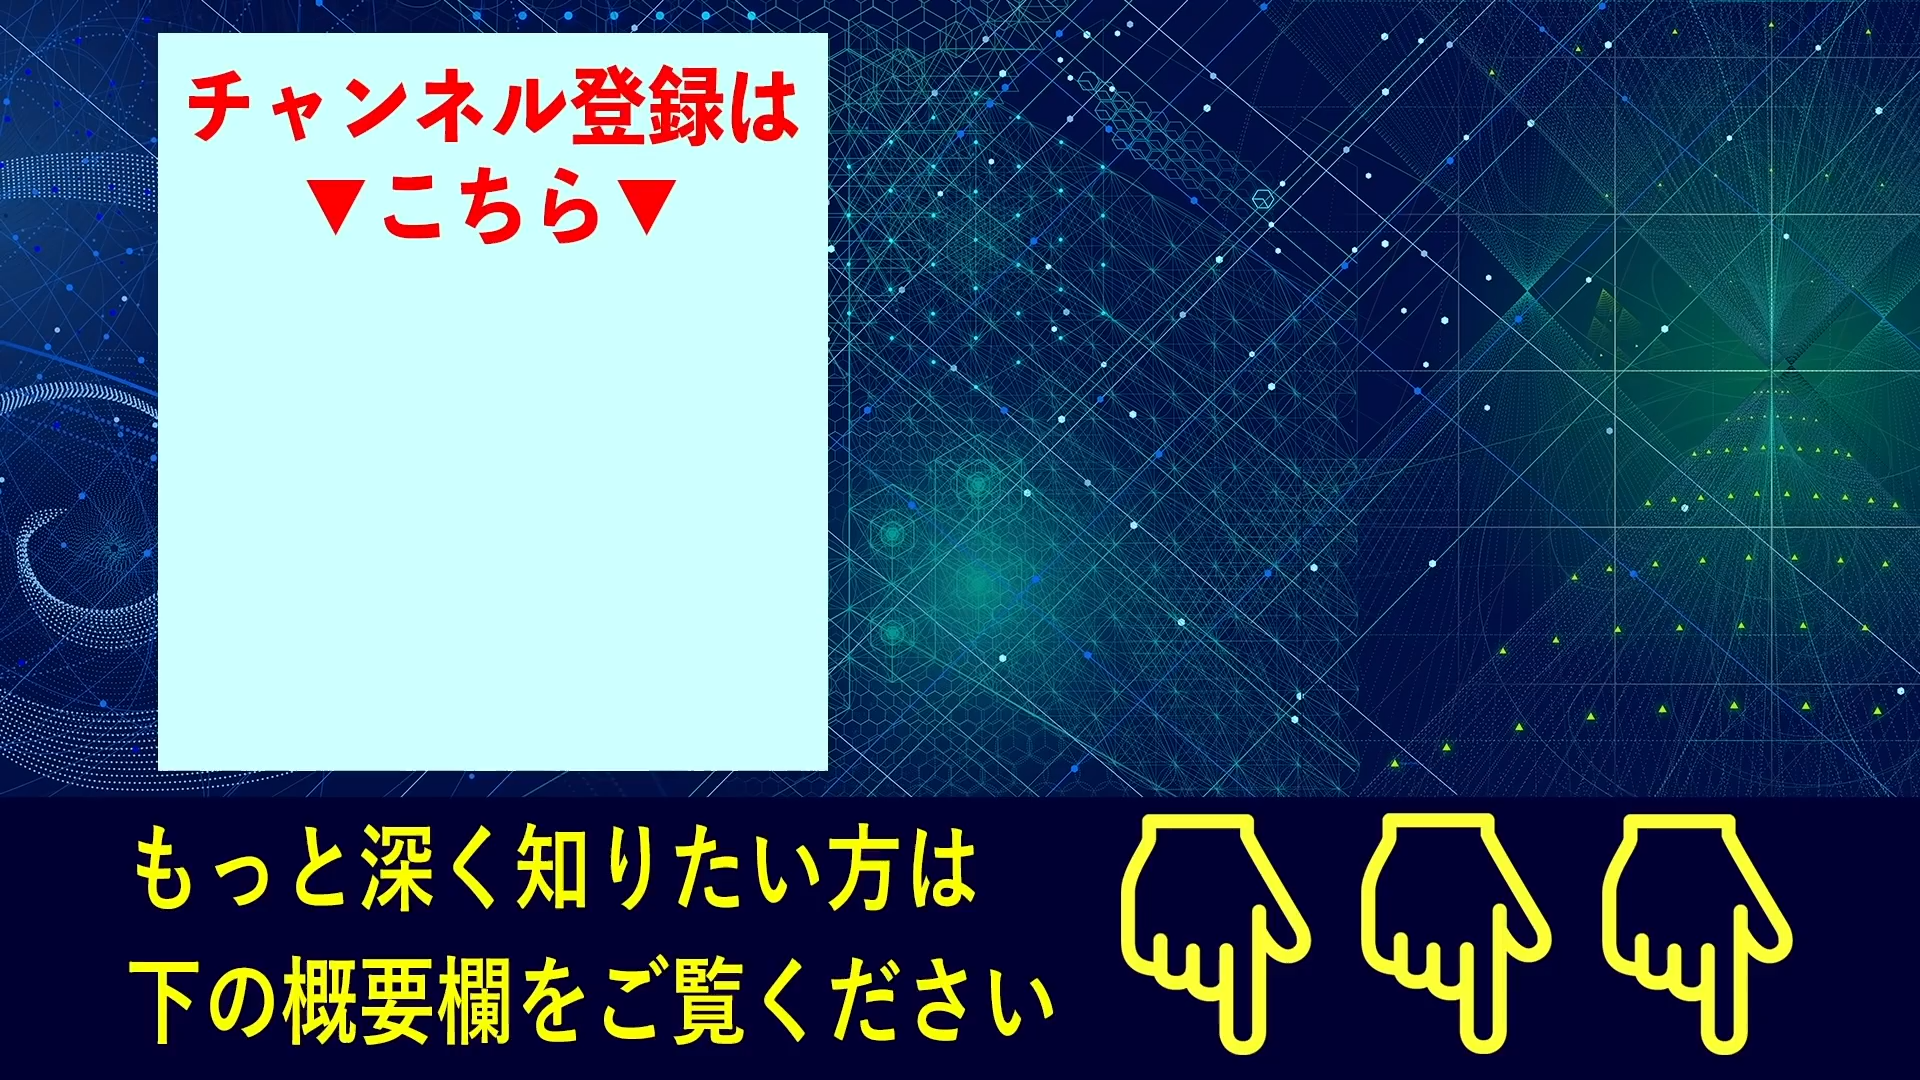 チャンネル登録は
▼こちら▼
もっと深く知りたい方は
下の概要欄をご覧ください